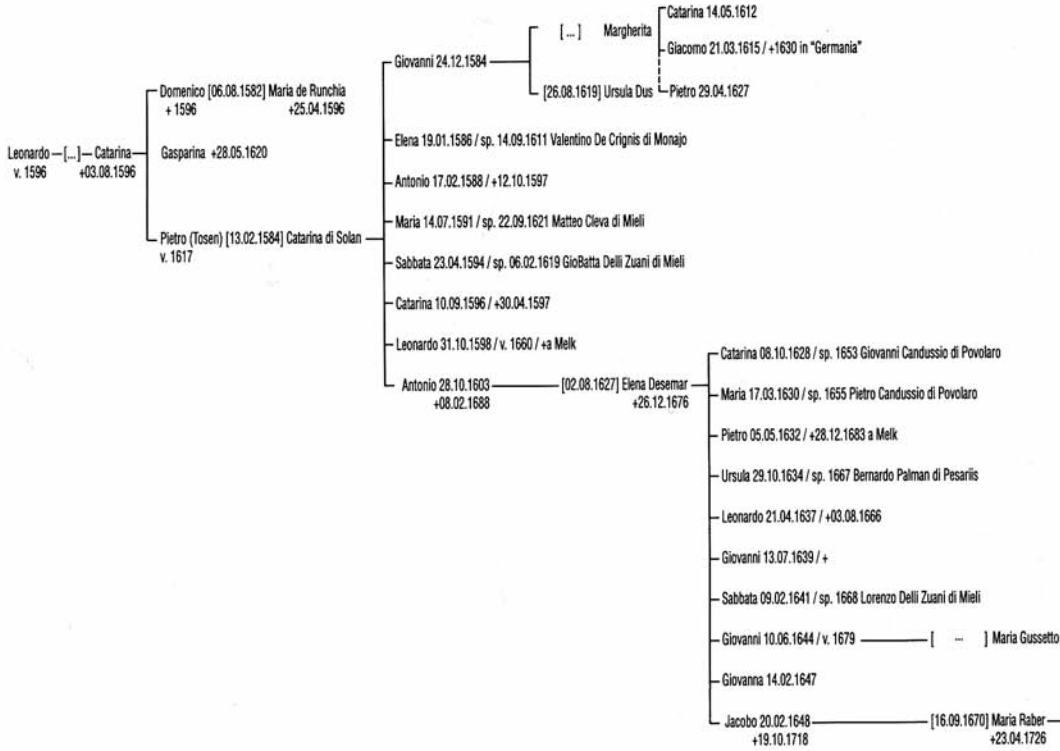 Catarina 14.05.1612
[ ... ] Margherita
Giacomo 21.03.1615 / +1630 in "Germania"
Giovanni 24.12.1584
Domenico [06.08.1582] Maria de Runchia
+ 1596 +25.04.1596
[26.08.1619] Ursula Dus
Pietro 29.04.1627
Elena 19.01.1586 / sp. 14.09.1611 Valentino De Crignis di Monajo
Leonardo [...] Catarina
v. 1596 +03.08.1596
Gasparina +28.05.1620
Antonio 17.02.1588 / +12.10.1597
Maria 14.07.1591 / sp. 22.09.1621 Matteo Cleva di Mieli
Pietro (Tosen) [13.02.1584] Catarina di Solan
v. 1617
Sabbata 23.04.1594 / sp. 06.02.1619 GioBatta Delli Zuani di Mieli
Catarina 10.09.1596 / +30.04.1597
Leonardo 31.10.1598 / v. 1660 / +a Melk
Catarina 08.10.1628 / sp. 1653 Giovanni Candussio di Povolaro
Antonio 28.10.1603 [02.08.1627] Elena Desemar
+08.02.1688 +26.12.1676
Maria 17.03.1630 / sp. 1655 Pietro Candussio di Povolaro
Pietro 05.05.1632 / +28.12.1683 a Melk
Ursula 29.10.1634 / sp. 1667 Bernardo Palman di Pesariis
Leonardo 21.04.1637 / +03.08.1666
Giovanni 13.07.1639 / +
Sabbata 09.02.1641 / sp. 1668 Lorenzo Delli Zuani di Mieli
Giovanni 10.06.1644 / v. 1679 [ ... ] Maria Gussetto
Giovanna 14.02.1647
Jacobo 20.02.1648 [16.09.1670] Maria Raber
+19.10.1718 +23.04.1726